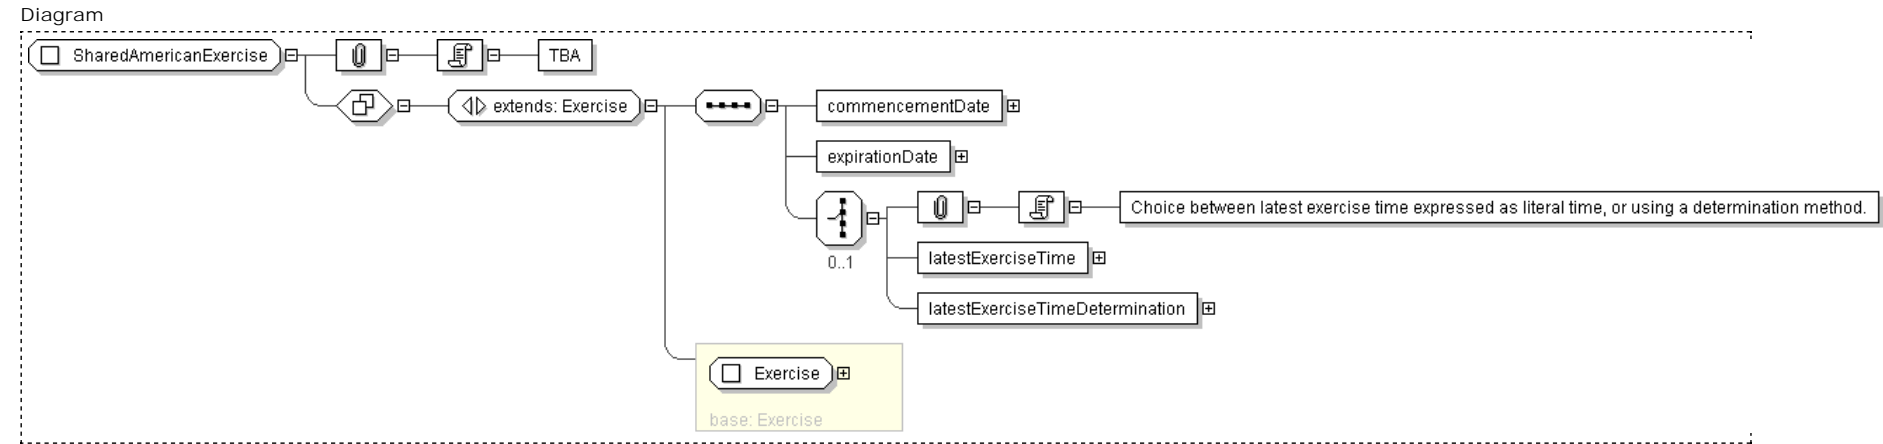 Diagram
SharedAmericanExercise
TBA
extends: Exercise
commencementDate
expirationDate
0..1
Choice between latest exercise time expressed as literal time, or using a determination method.
latestExerciseTime
latestExerciseTimeDetermination
Exercise
base: Exercise